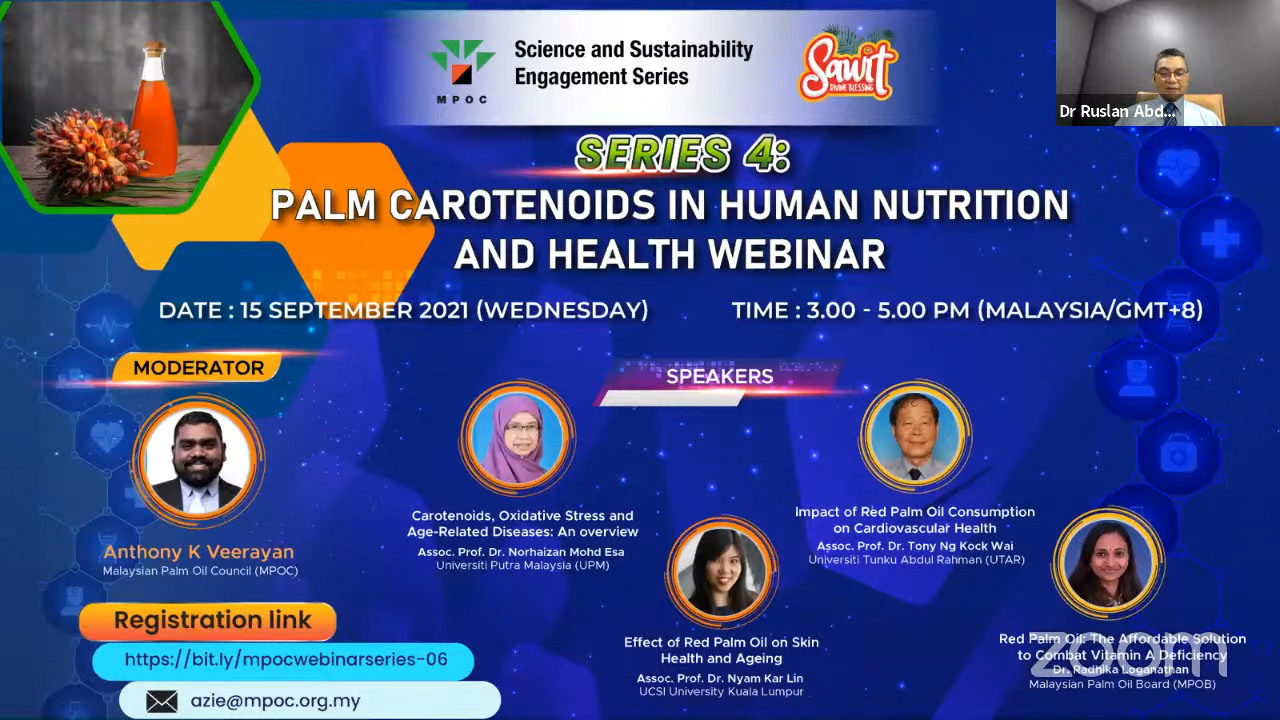 MPOC
Science and Sustainability
Engagement Series
Sawit
DIVINE BLESSING
Dr Ruslan Abd...
SERIES 4:
PALM CAROTENOIDS IN HUMAN NUTRITION
AND HEALTH WEBINAR
DATE : 15 SEPTEMBER 2021 (WEDNESDAY)
TIME : 3.00 - 5.00 PM (MALAYSIA/GMT+8)
MODERATOR
Anthony K Veerayan
Malaysian Palm Oil Council (MPOC)
SPEAKERS
Carotenoids, Oxidative Stress and
Age-Related Diseases: An overview
Assoc. Prof. Dr. Norhaizan Mohd Esa
Universiti Putra Malaysia (UPM)
Effect of Red Palm Oil on Skin
Health and Ageing
Assoc. Prof. Dr. Nyam Kar Lin
UCSI University Kuala Lumpur
Impact of Red Palm Oil Consumption
on Cardiovascular Health
Assoc. Prof. Dr. Tony Ng Kock Wai
Universiti Tunku Abdul Rahman (UTAR)
Red Palm Oil: The Affordable Solution
to Combat Vitamin A Deficiency
Dr. Radhika Loganathan
Malaysian Palm Oil Board (MPOB)
Registration link
https://bit.ly/mpocwebinarseries-06
azie@mpoc.org.my
zoom